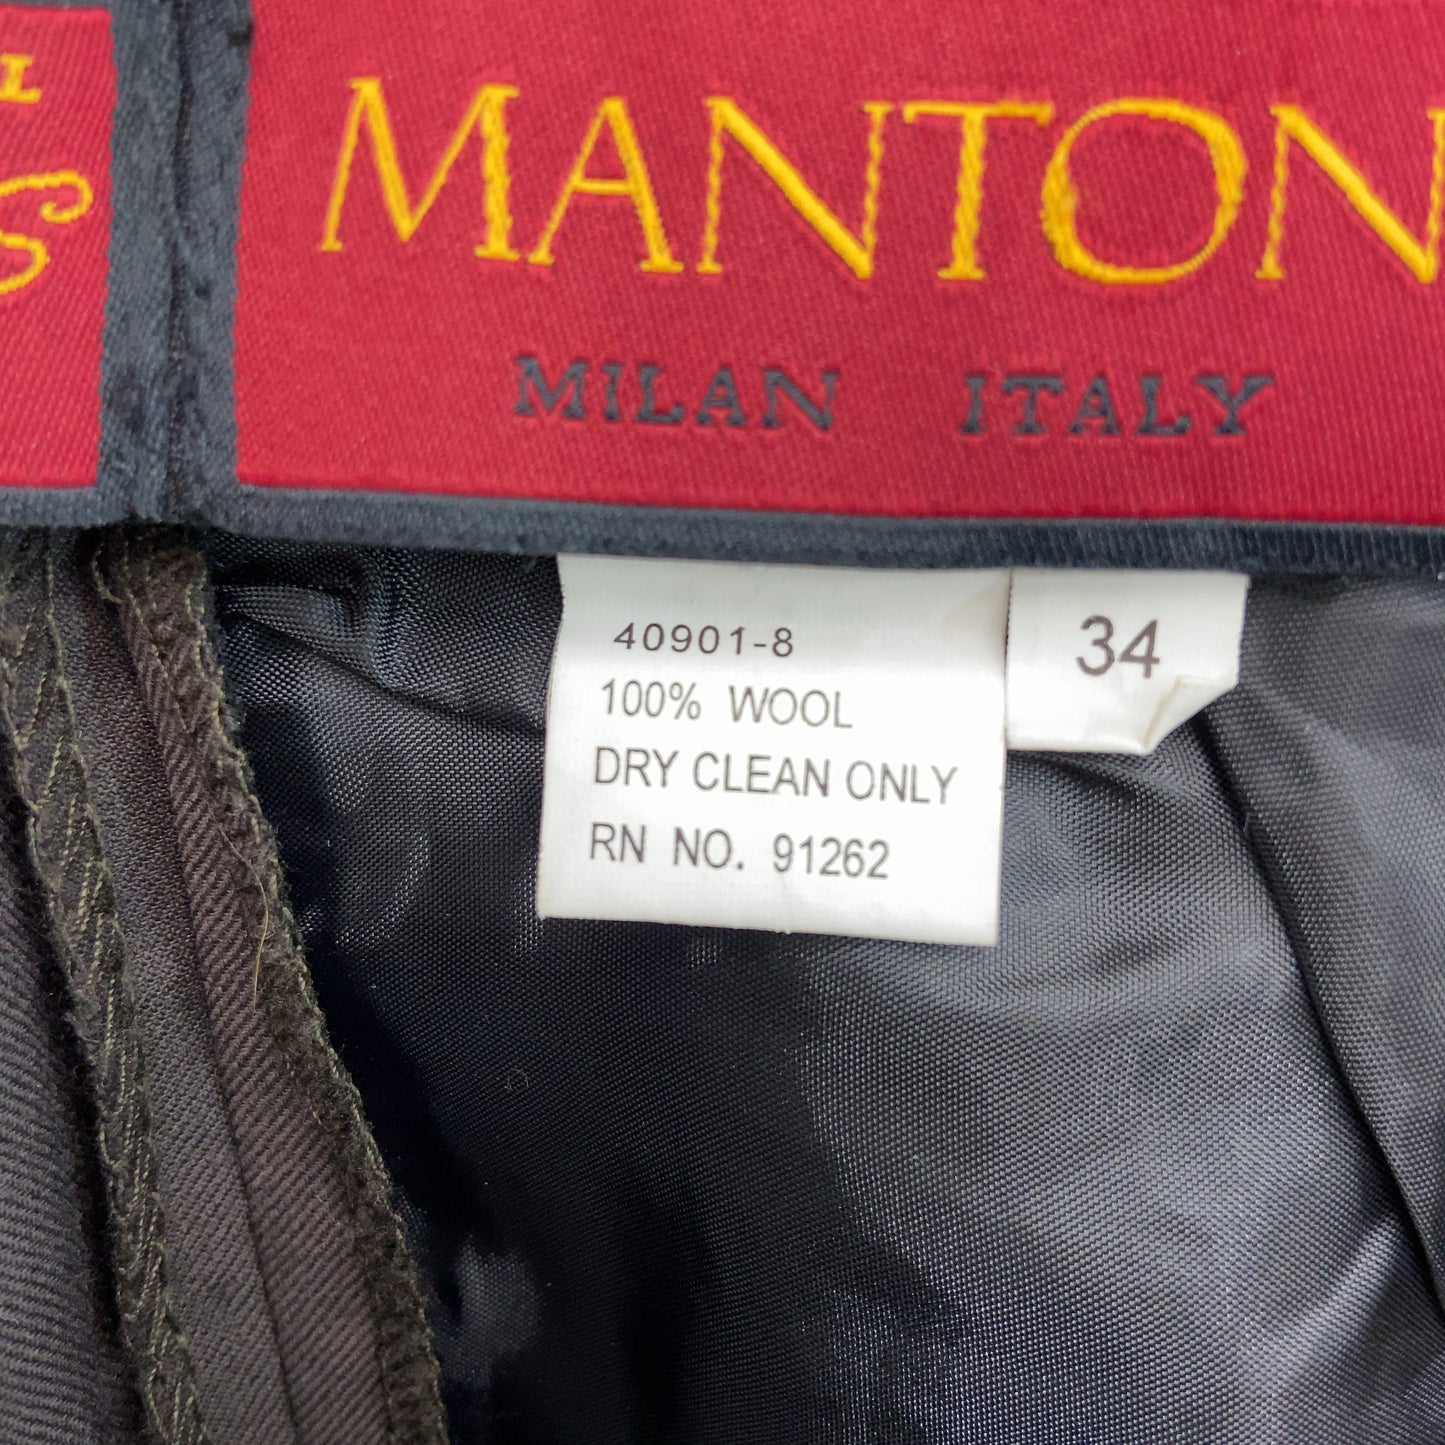 MANTON
MILAN ITALY
40901-8
100% WOOL
DRY CLEAN ONLY
RN NO. 91262
34